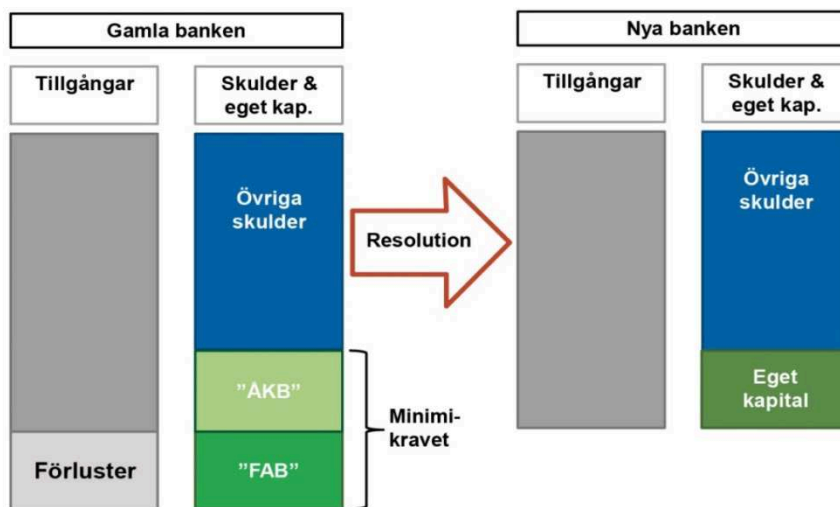 Gamla banken
Tillgångar
Skulder &
eget kap.
Övriga
skulder
”ÅKB”
”FAB”
Förluster
Minimi-
kravet
Resolution
Nya banken
Tillgångar
Skulder &
eget kap.
Övriga
skulder
Eget
kapital